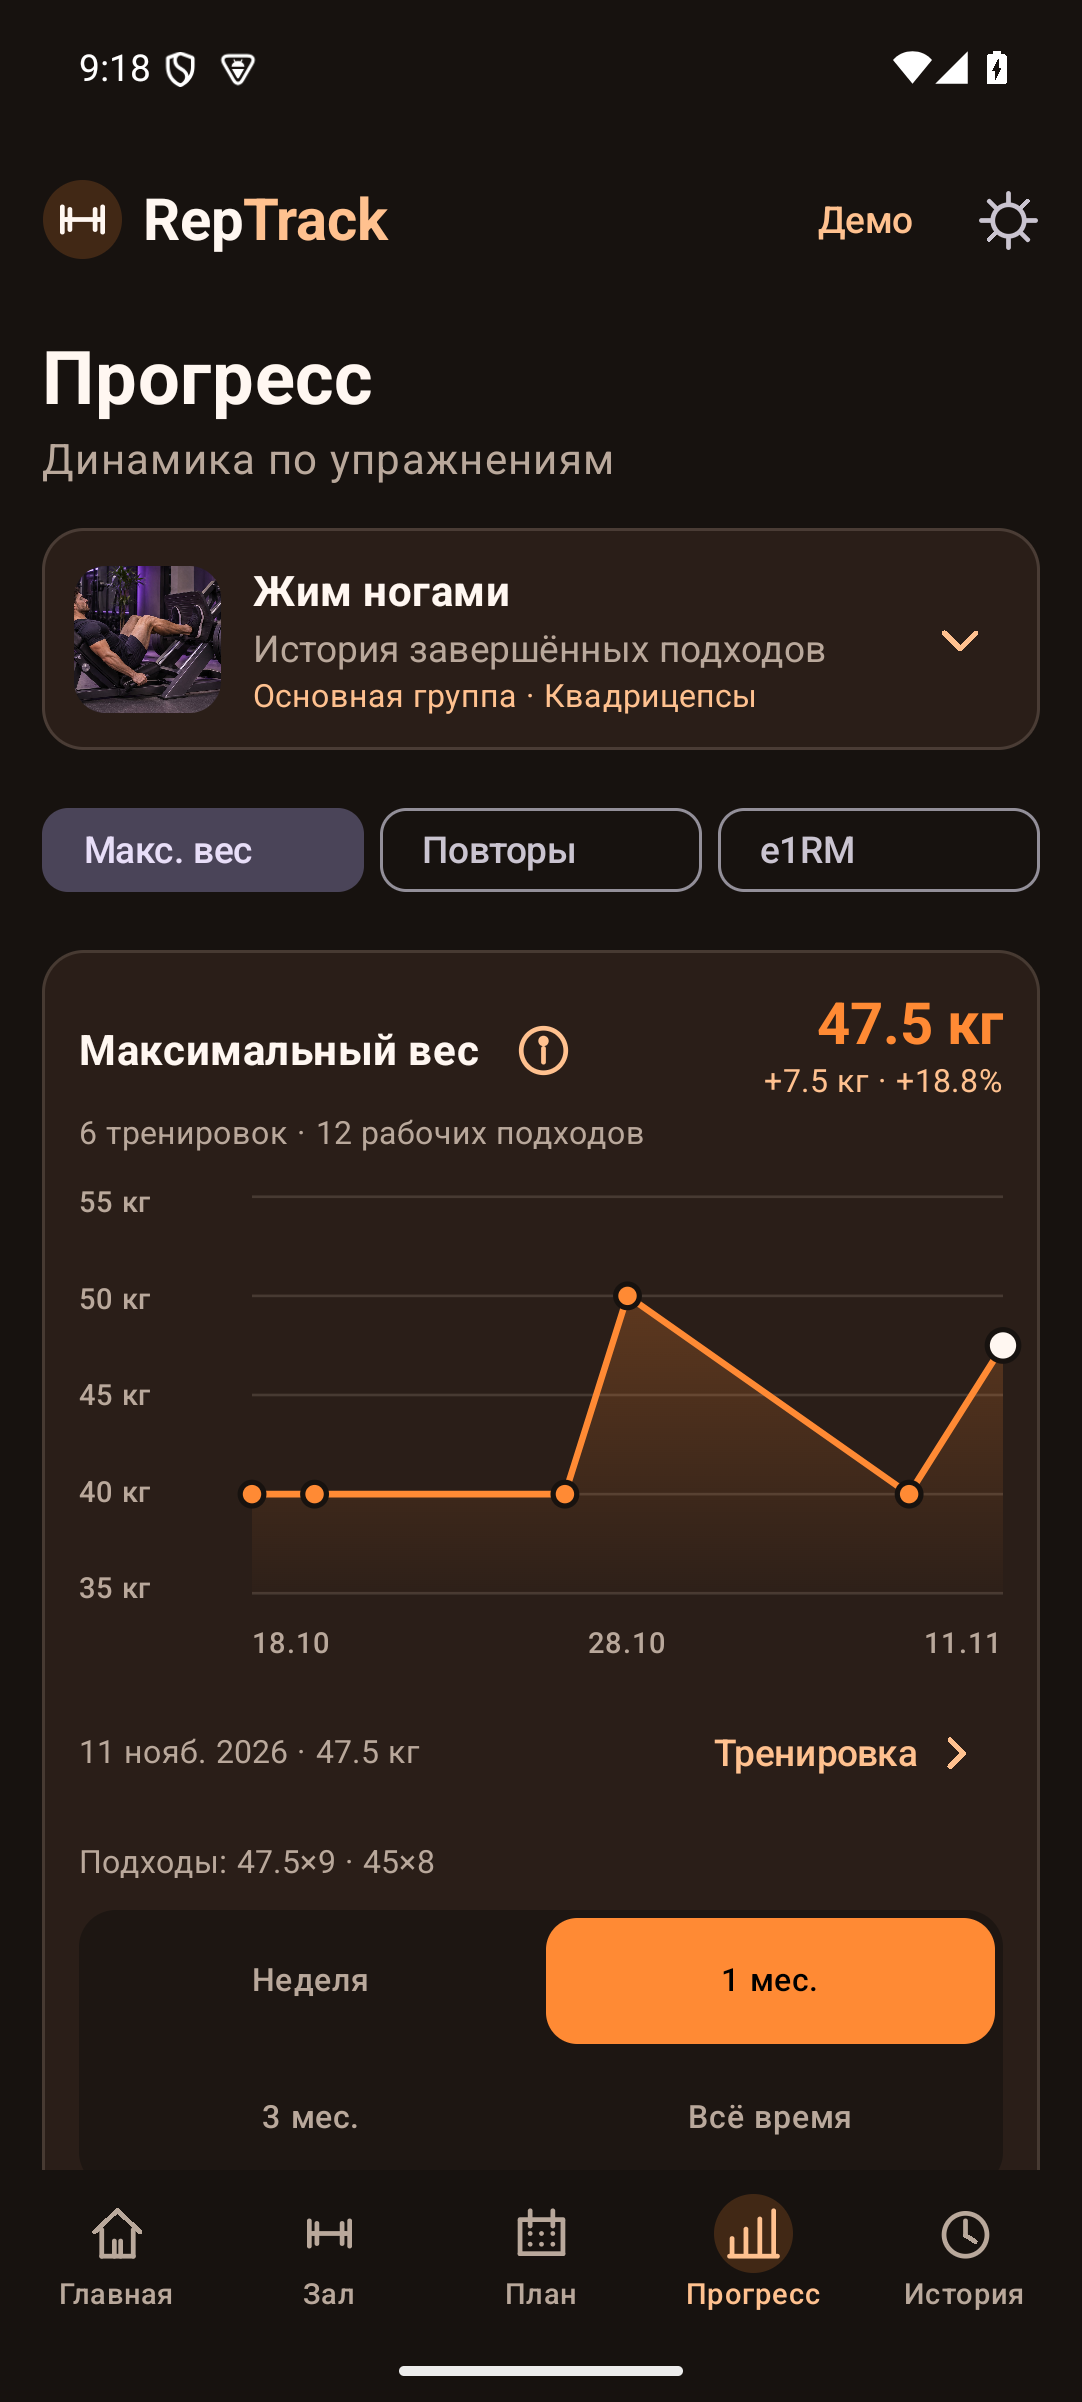 9:18
RepTrack
Демо
Прогресс
Динамика по упражнениям
Жим ногами
История завершённых подходов
Основная группа · Квадрицепсы
Макс. вес
Повторы
e1RM
Максимальный вес
47.5 кг
+7.5 кг · +18.8%
6 тренировок · 12 рабочих подходов
55 кг
50 кг
45 кг
40 кг
35 кг
18.10
28.10
11.11
11 нояб. 2026 · 47.5 кг
Тренировка
Подходы: 47.5×9 · 45×8
Неделя
1 мес.
3 мес.
Всё время
Главная
Зал
План
Прогресс
История